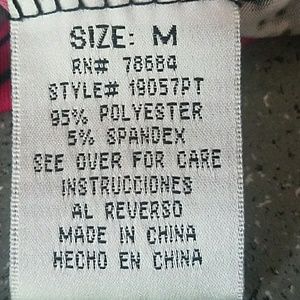 SIZE: M
RN# 78684
STYLE# 19057PT
95% POLYESTER
5% SPANDEX
SEE OVER FOR CARE
INSTRUCCIONES
AL REVERSO
MADE IN CHINA
HECHO EN CHINA